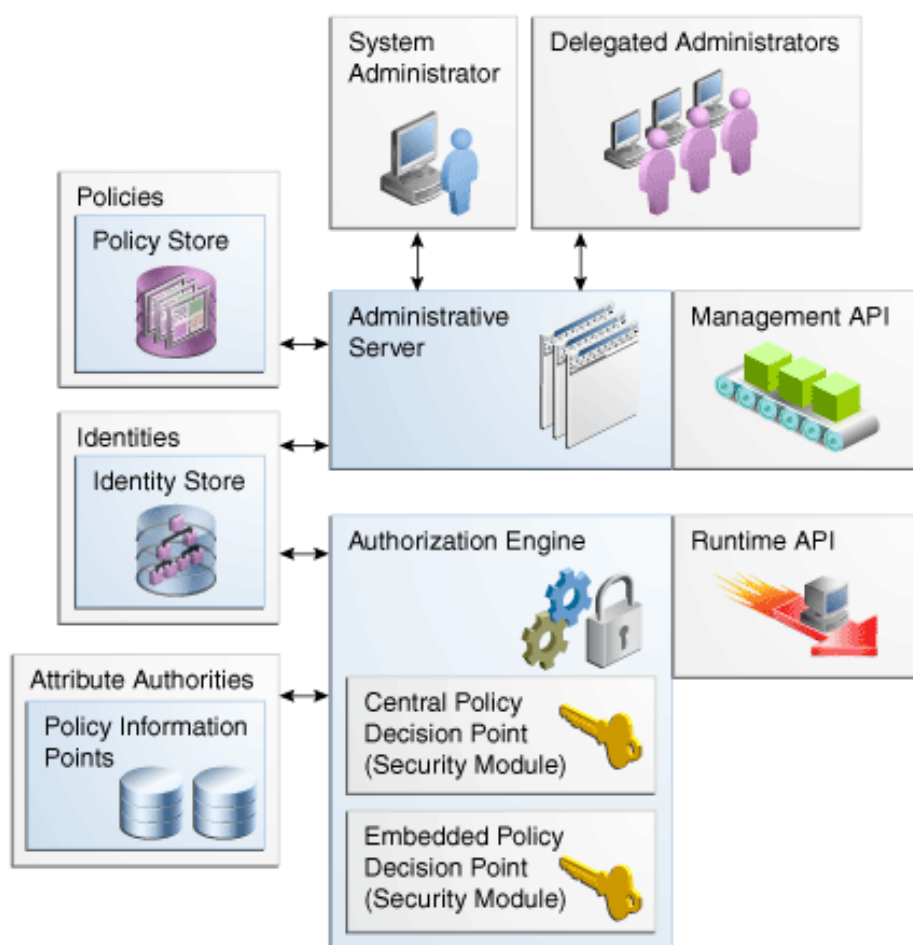 System
Administrator
Delegated Administrators
Policies
Policy Store
Administrative
Server
Management API
Identities
Identity Store
Authorization Engine
Runtime API
Attribute Authorities
Policy Information
Points
Central Policy
Decision Point
(Security Module)
Embedded Policy
Decision Point
(Security Module)